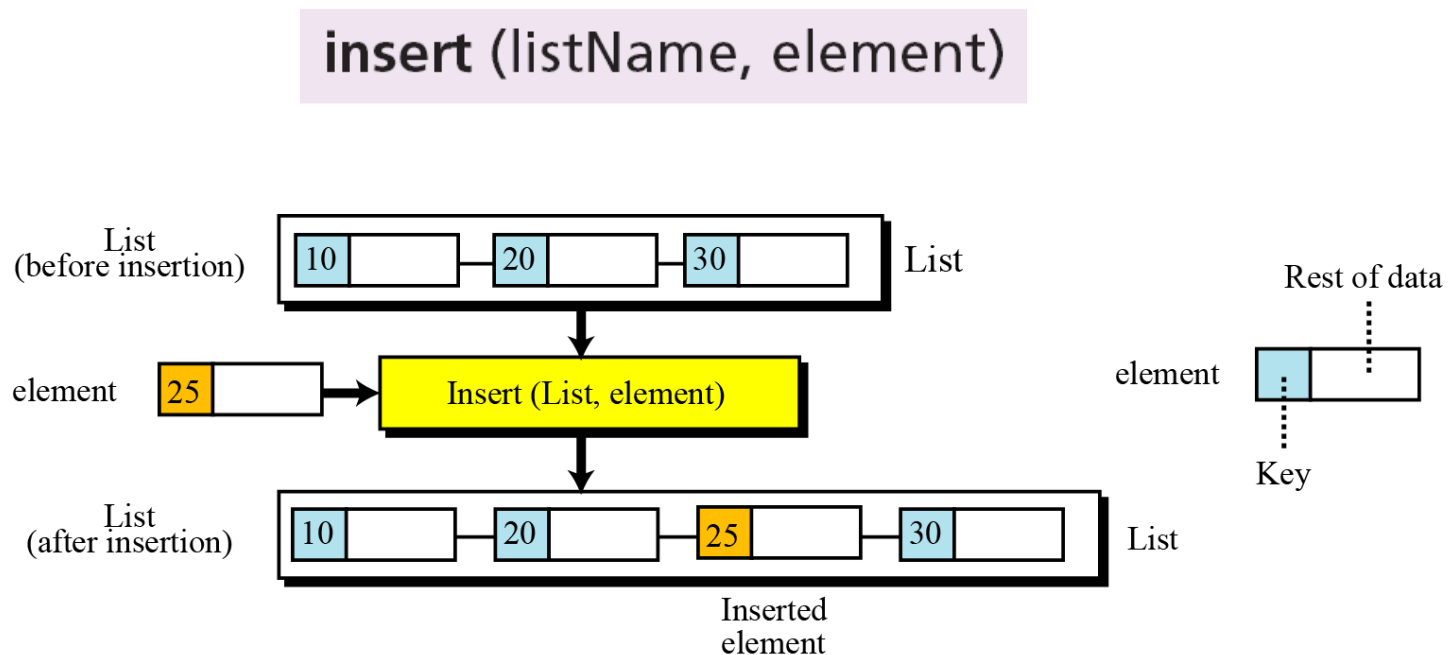 insert (listName, element)
List
(before insertion)
10
20
30
List
Rest of data
element
25
Insert (List, element)
element
Key
List
(after insertion)
10
20
25
30
List
Inserted
element